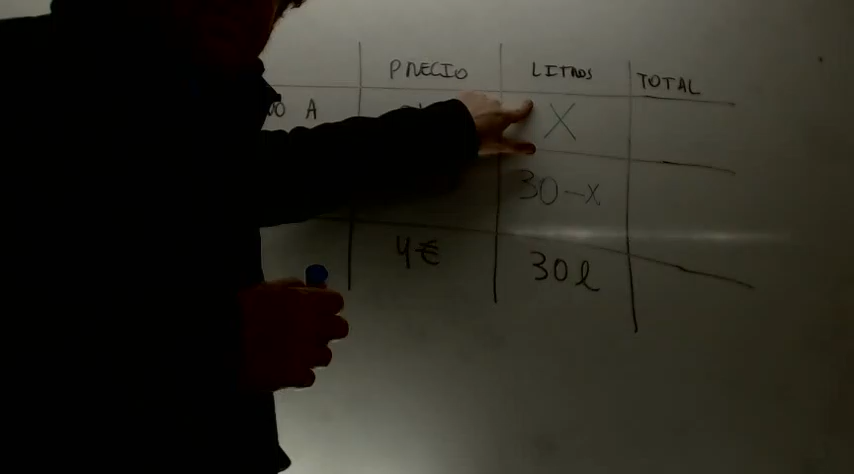 PRECIO LITROS TOTAL
A X
30-x
4€ 30l